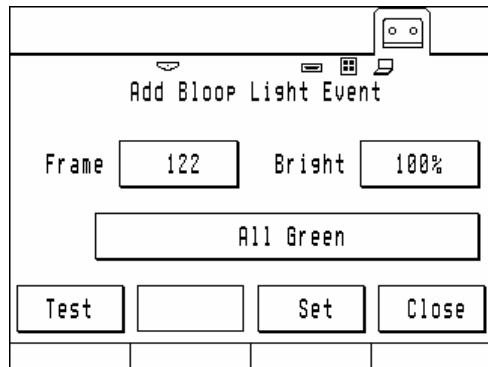 Add Bloop Light Event
Frame 122 Bright 100%
All Green
Test Set Close